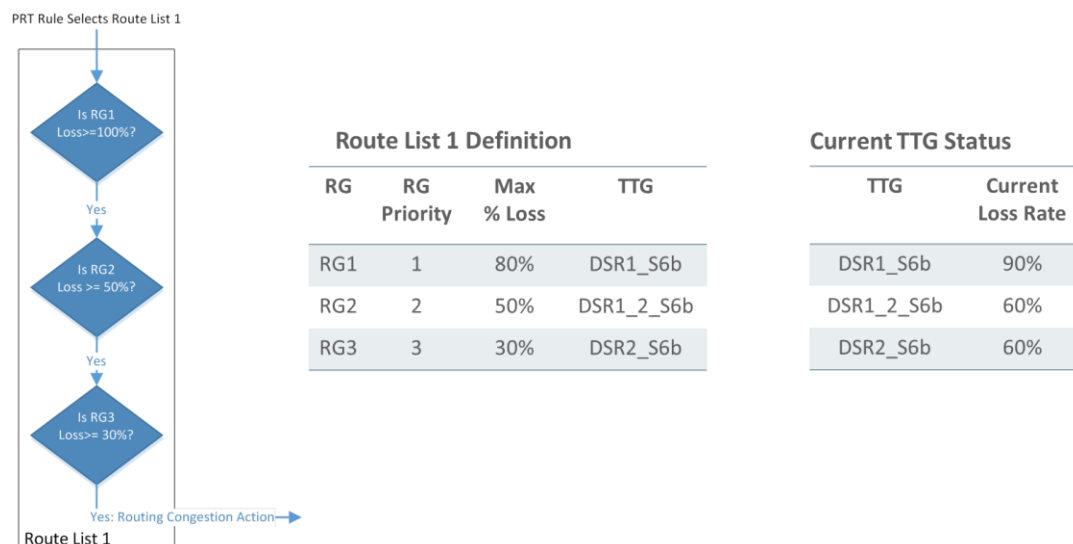 PRT Rule Selects Route List 1
Is RG1
Loss>=100%?
Yes
Is RG2
Loss >= 50%?
Yes
Is RG3
Loss>= 30%?
Yes: Routing Congestion Action
Route List 1
Route List 1 Definition
RG RG Max TTG
Priority % Loss
RG1 1 80% DSR1_S6b
RG2 2 50% DSR1_2_S6b
RG3 3 30% DSR2_S6b
Current TTG Status
TTG Current
Loss Rate
DSR1_S6b 90%
DSR1_2_S6b 60%
DSR2_S6b 60%